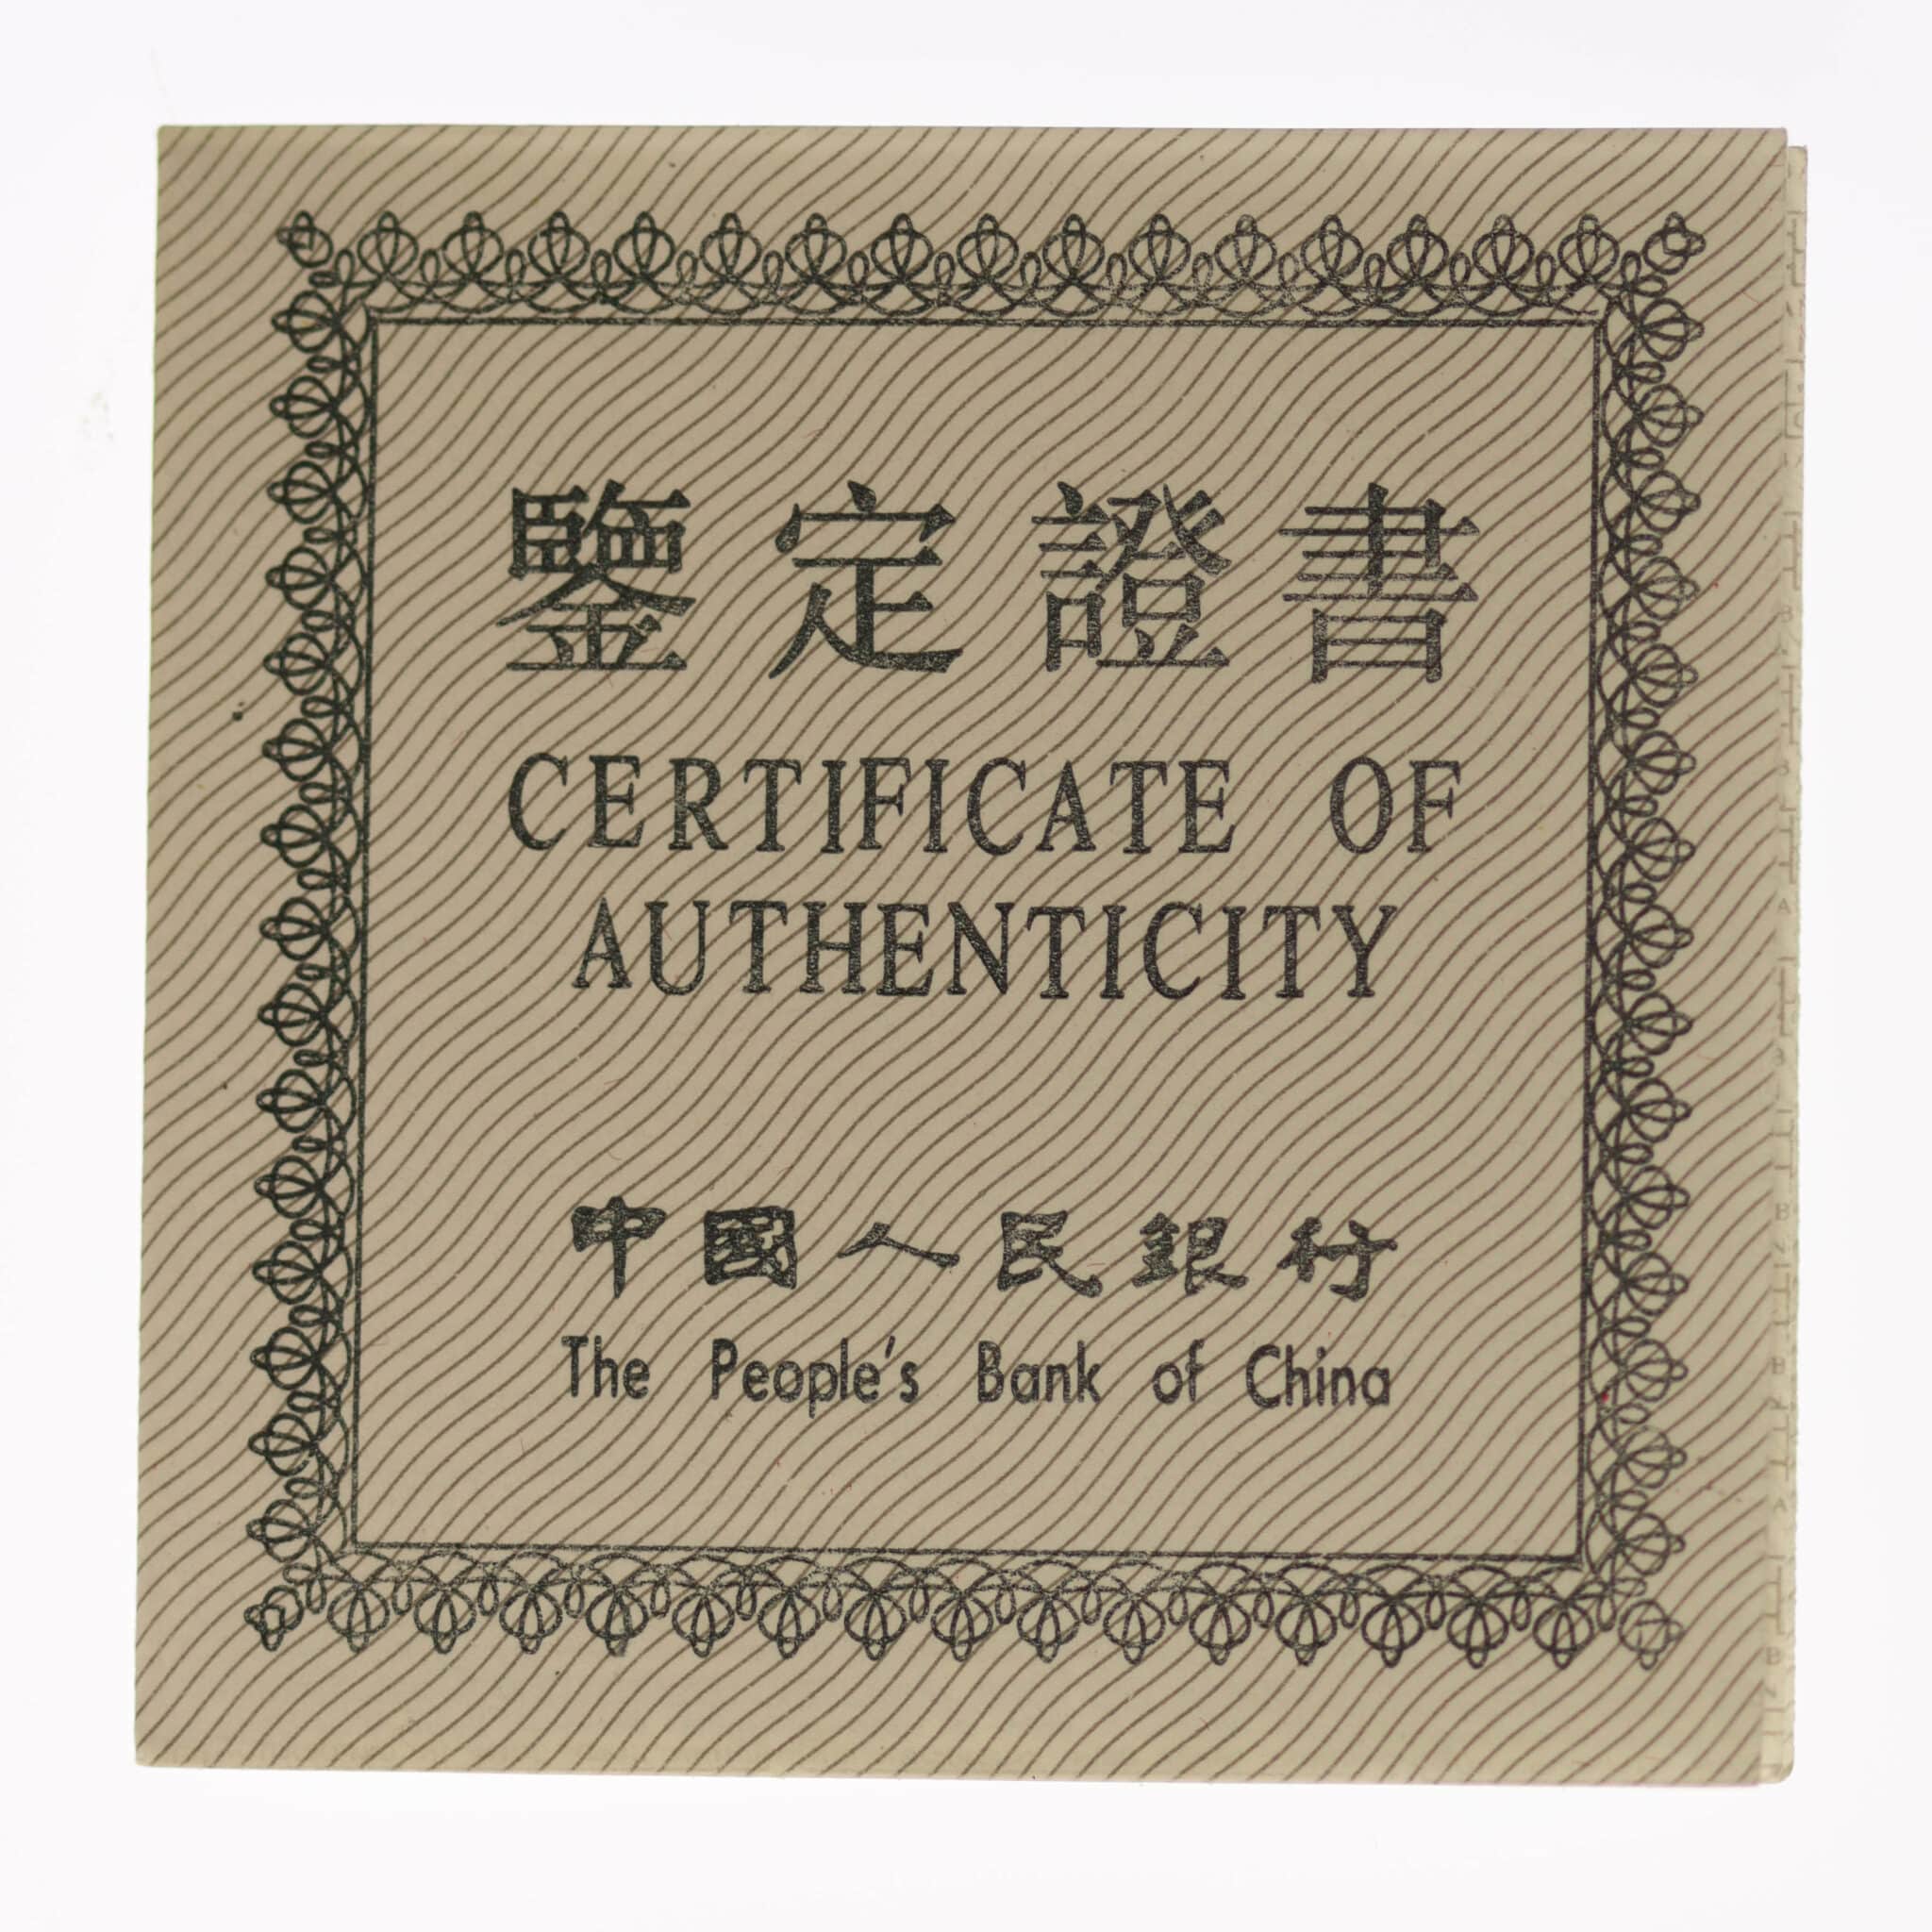 鑒定證書
CERTIFICATE OF
AUTHENTICITY
中國人民銀行
The People's Bank of China